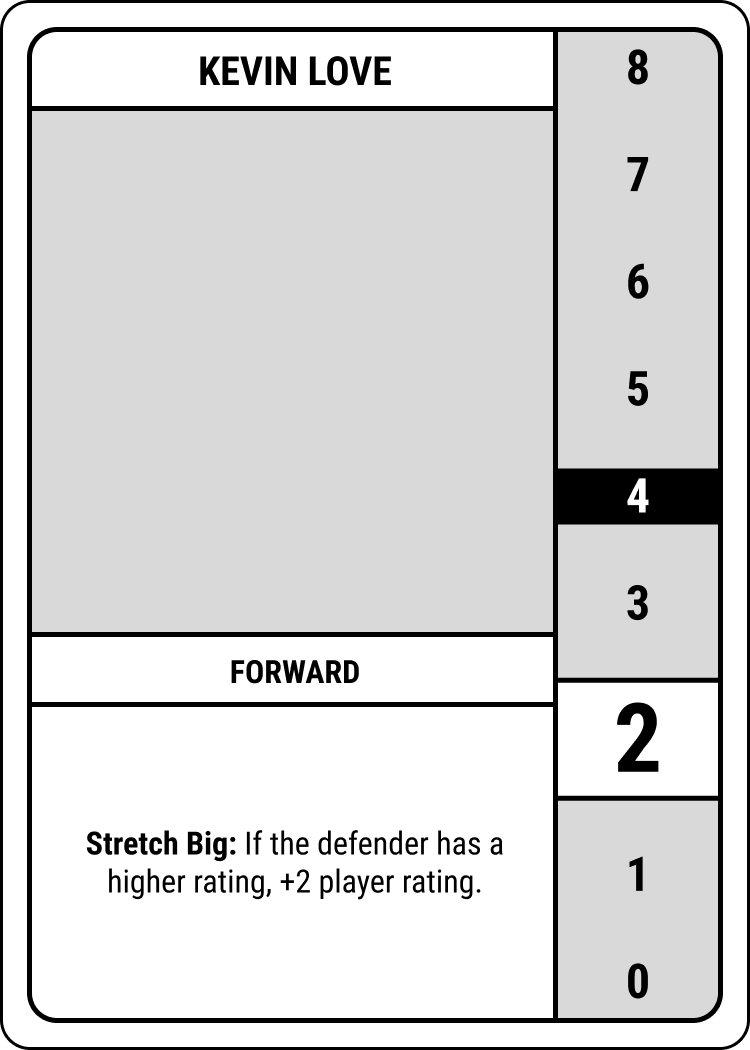 KEVIN LOVE
FORWARD
Stretch Big: If the defender has a
higher rating, +2 player rating.
8
7
6
5
4
3
2
1
0